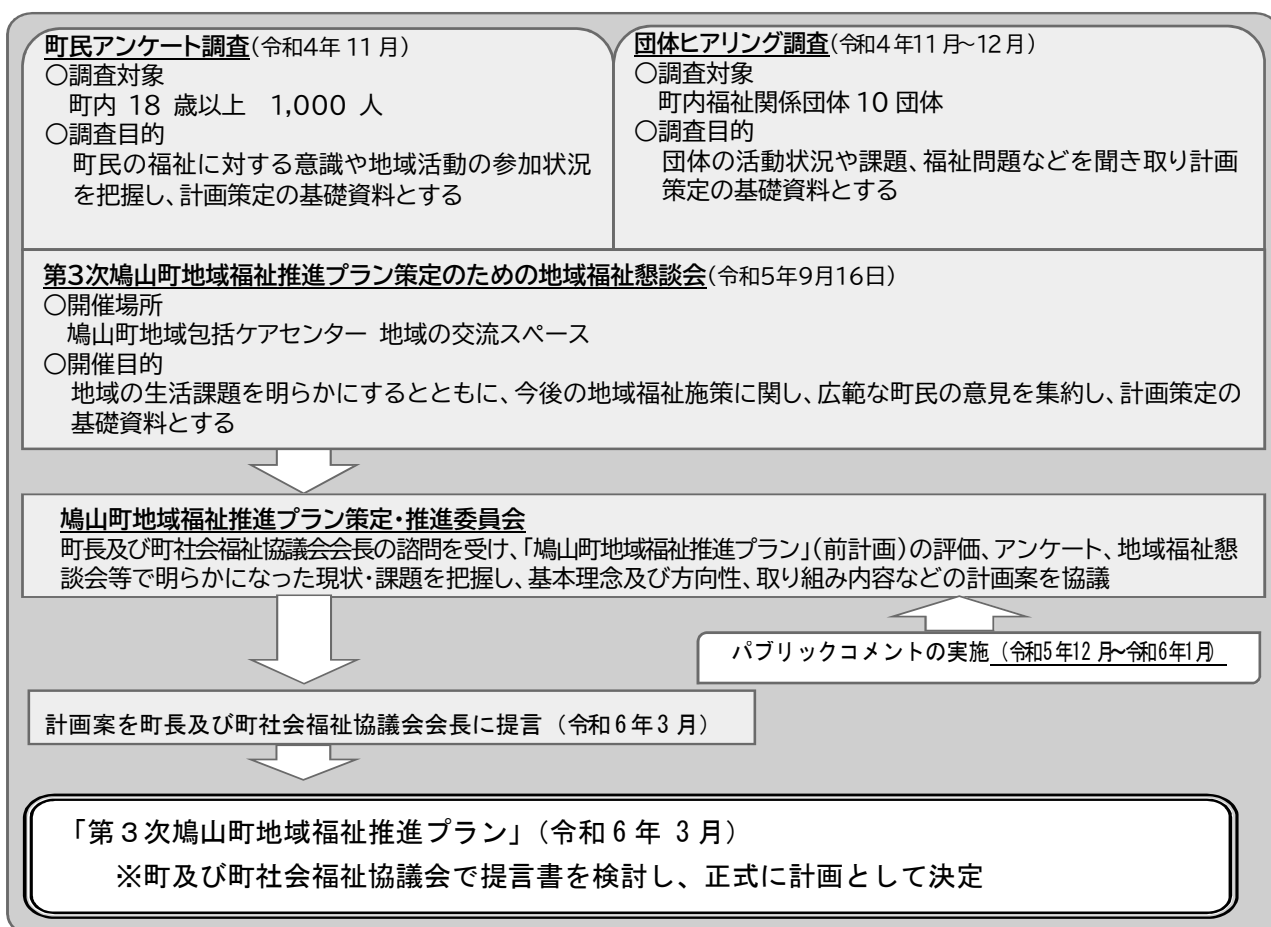 町民アンケート調査(令和4年 11 月)
○調査対象
町内 18 歳以上 1,000 人
○調査目的
町民の福祉に対する意識や地域活動の参加状況
を把握し、計画策定の基礎資料とする
団体ヒアリング調査(令和4年11月~12月)
○調査対象
町内福祉関係団体 10 団体
○調査目的
団体の活動状況や課題、福祉問題などを聞き取り計画
策定の基礎資料とする
第3次鳩山町地域福祉推進プラン策定のための地域福祉懇談会(令和5年9月16日)
○開催場所
鳩山町地域包括ケアセンター 地域の交流スペース
○開催目的
地域の生活課題を明らかにするとともに、今後の地域福祉施策に関し、広範な町民の意見を集約し、計画策定の
基礎資料とする
鳩山町地域福祉推進プラン策定・推進委員会
町長及び町社会福祉協議会会長の諮問を受け、「鳩山町地域福祉推進プラン」(前計画)の評価、アンケート、地域福祉懇
談会等で明らかになった現状・課題を把握し、基本理念及び方向性、取り組み内容などの計画案を協議
パブリックコメントの実施(令和5年12月~令和6年1月)
計画案を町長及び町社会福祉協議会会長に提言(令和6年3月)
「第3次鳩山町地域福祉推進プラン」(令和6年 3月)
※町及び町社会福祉協議会で提言書を検討し、正式に計画として決定